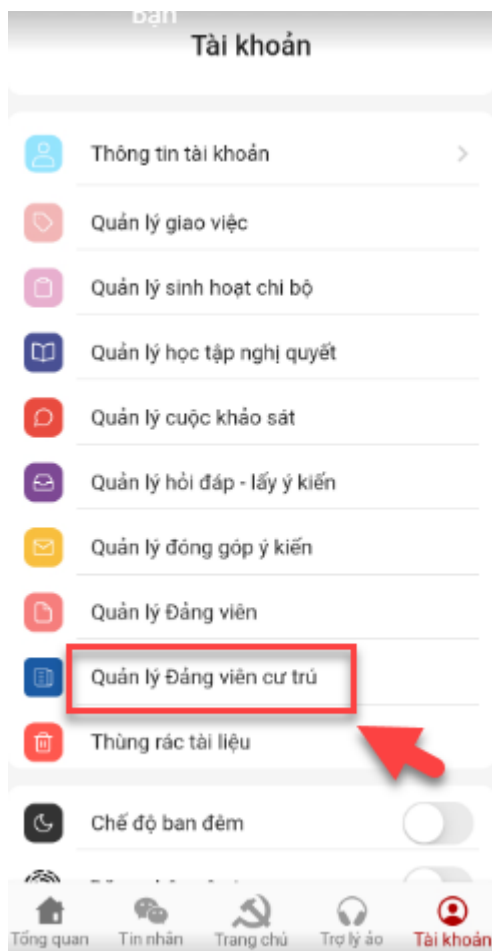 bạn
Tài khoản
Thông tin tài khoản
Quản lý giao việc
Quản lý sinh hoạt chi bộ
Quản lý học tập nghị quyết
Quản lý cuộc khảo sát
Quản lý hỏi đáp - lấy ý kiến
Quản lý đóng góp ý kiến
Quản lý Đảng viên
Quản lý Đảng viên cư trú
Thùng rác tài liệu
Chế độ ban đêm
Tổng quan Tin nhắn Trang chủ Trợ lý ảo Tài khoản